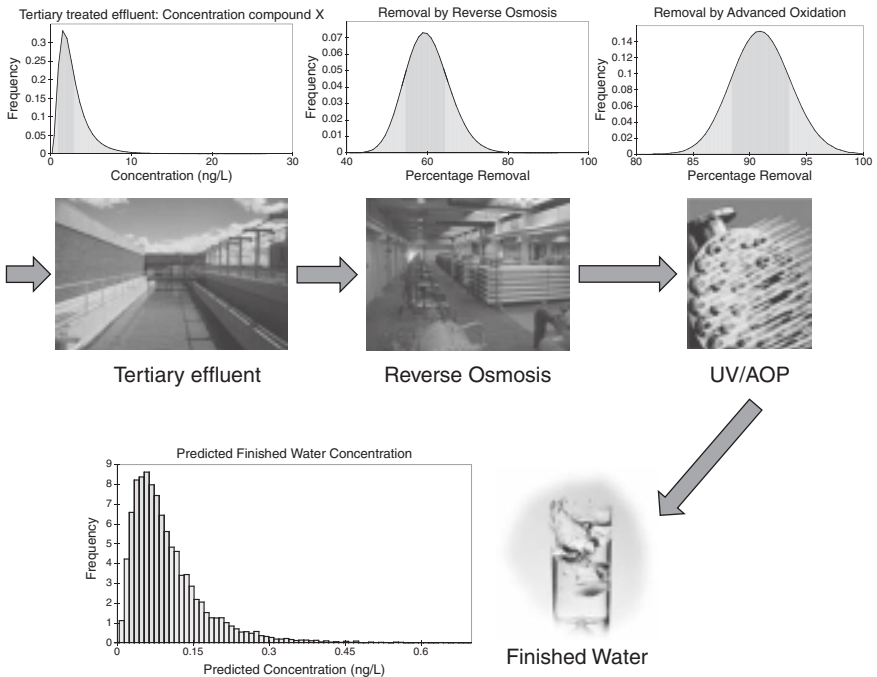 Tertiary treated effluent: Concentration compound X
Frequency
0.3
0.25
0.2
0.15
0.1
0.05
0
0 10 20 30
Concentration (ng/L)
Removal by Reverse Osmosis
Frequency
0.07
0.06
0.05
0.04
0.03
0.02
0.01
0.00
40 60 80 100
Percentage Removal
Removal by Advanced Oxidation
Frequency
0.14
0.12
0.1
0.08
0.06
0.04
0.02
0
80 85 90 95 100
Percentage Removal
Tertiary effluent
Reverse Osmosis
UV/AOP
Predicted Finished Water Concentration
Frequency
9
8
7
6
5
4
3
2
1
0
0 0.15 0.3 0.45 0.6
Predicted Concentration (ng/L)
Finished Water